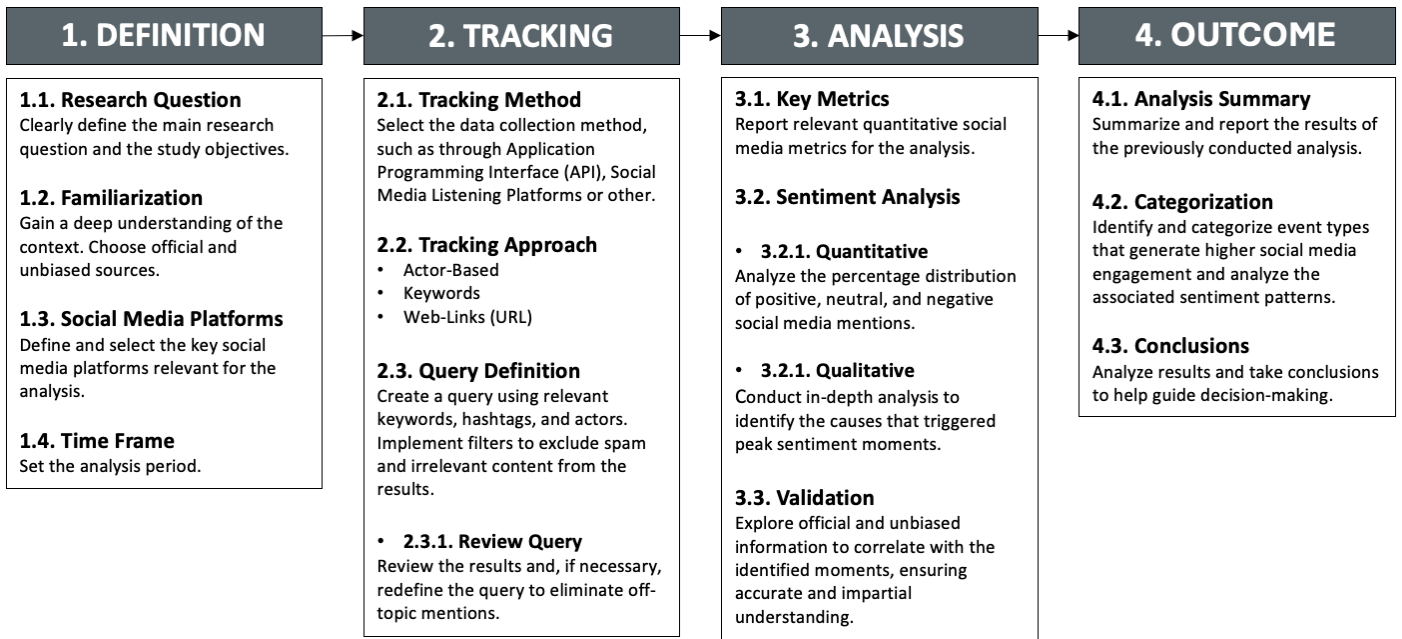 1. DEFINITION
1.1. Research Question
Clearly define the main research
question and the study objectives.
1.2. Familiarization
Gain a deep understanding of the
context. Choose official and
unbiased sources.
1.3. Social Media Platforms
Define and select the key social
media platforms relevant for the
analysis.
1.4. Time Frame
Set the analysis period.
2. TRACKING
2.1. Tracking Method
Select the data collection method,
such as through Application
Programming Interface (API), Social
Media Listening Platforms or other.
2.2. Tracking Approach
• Actor-Based
• Keywords
• Web-Links (URL)
2.3. Query Definition
Create a query using relevant
keywords, hashtags, and actors.
Implement filters to exclude spam
and irrelevant content from the
results.
• 2.3.1. Review Query
Review the results and, if necessary,
redefine the query to eliminate off-
topic mentions.
3. ANALYSIS
3.1. Key Metrics
Report relevant quantitative social
media metrics for the analysis.
3.2. Sentiment Analysis
• 3.2.1. Quantitative
Analyze the percentage distribution
of positive, neutral, and negative
social media mentions.
• 3.2.1. Qualitative
Conduct in-depth analysis to
identify the causes that triggered
peak sentiment moments.
3.3. Validation
Explore official and unbiased
information to correlate with the
identified moments, ensuring
accurate and impartial
understanding.
4. OUTCOME
4.1. Analysis Summary
Summarize and report the results of
the previously conducted analysis.
4.2. Categorization
Identify and categorize event types
that generate higher social media
engagement and analyze the
associated sentiment patterns.
4.3. Conclusions
Analyze results and take conclusions
to help guide decision-making.